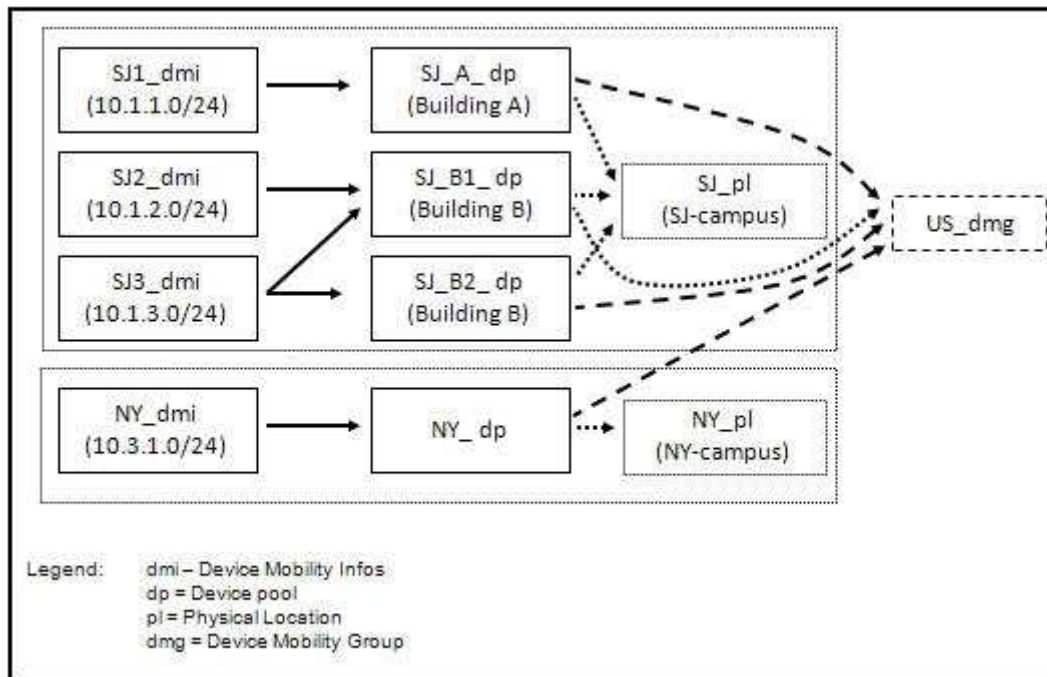 SJ1_dmi
(10.1.1.0/24)
SJ_A_ dp
(Building A)
SJ2_dmi
(10.1.2.0/24)
SJ_B1_ dp
(Building B)
SJ_pl
(SJ-campus)
US_dmg
SJ3_dmi
(10.1.3.0/24)
SJ_B2_ dp
(Building B)
NY_dmi
(10.3.1.0/24)
NY_ dp
NY_pl
(NY-campus)
Legend: dmi – Device Mobility Infos
dp = Device pool
pl = Physical Location
dmg = Device Mobility Group